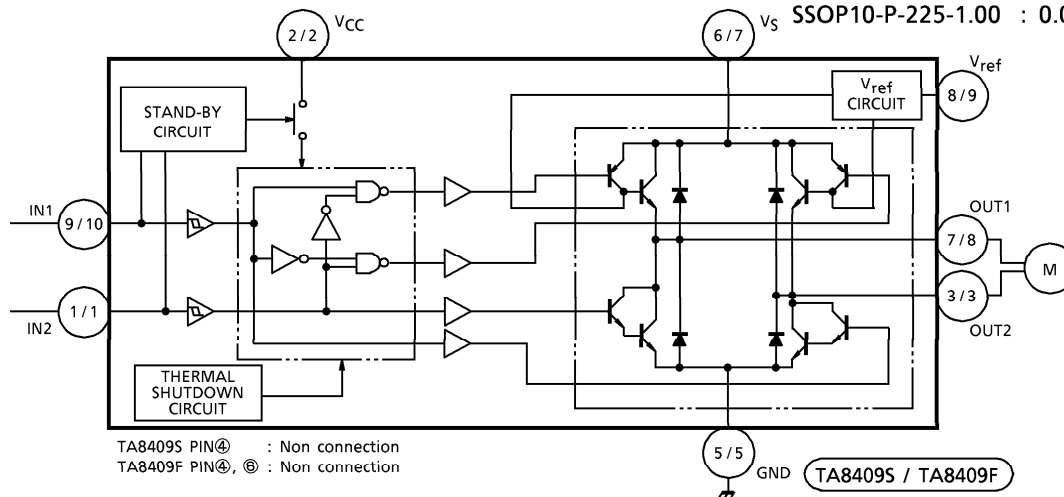 SSOP10-P-225-1.00 : 0.0
2/2 VCC
6/7 VS
Vref
8/9
Vref
CIRCUIT
STAND-BY
CIRCUIT
IN1
9/10
OUT1
7/8
M
1/1
IN2
3/3
OUT2
THERMAL
SHUTDOWN
CIRCUIT
TA8409S PIN④ : Non connection
TA8409F PIN④, ⑥ : Non connection
5/5
GND
TA8409S / TA8409F